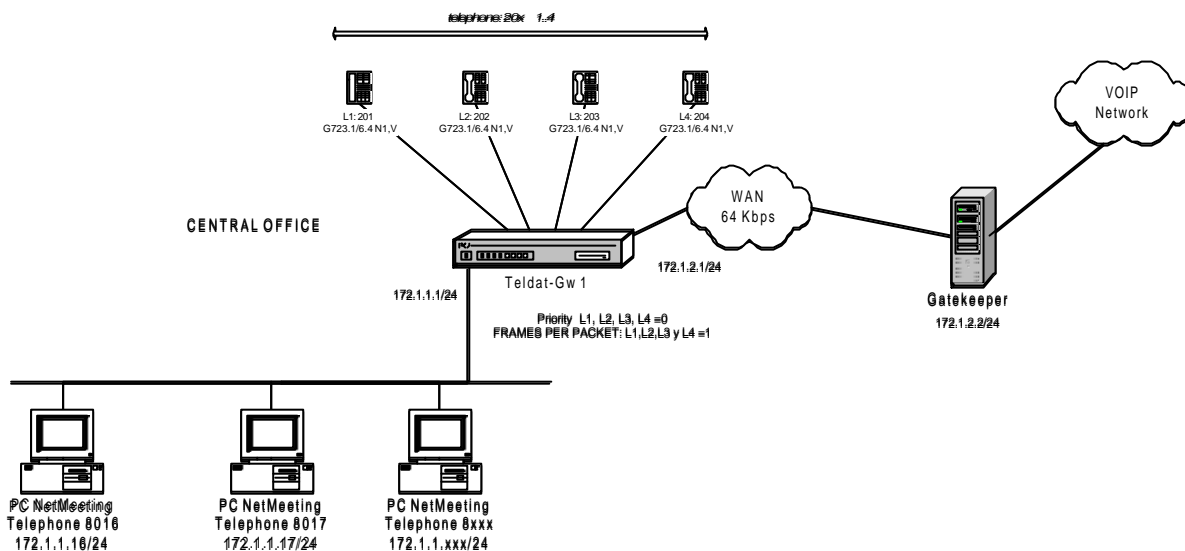 telephone: 20x 1..4
L1: 201
G723.1/6.4 N1,V
L2: 202
G723.1/6.4 N1,V
L3: 203
G723.1/6.4 N1,V
L4: 204
G723.1/6.4 N1,V
VOIP
Network
WAN
64 Kbps
CENTRAL OFFICE
172.1.2.1/24
Teldat-Gw 1
172.1.1.1/24
Gatekeeper
172.1.2.2/24
Priority L1, L2, L3, L4 =0
FRAMES PER PACKET: L1,L2,L3 y L4 =1
PC NetMeeting
Telephone 8016
172.1.1.16/24
PC NetMeeting
Telephone 8017
172.1.1.17/24
PC NetMeeting
Telephone 8xxx
172.1.1.xxx/24